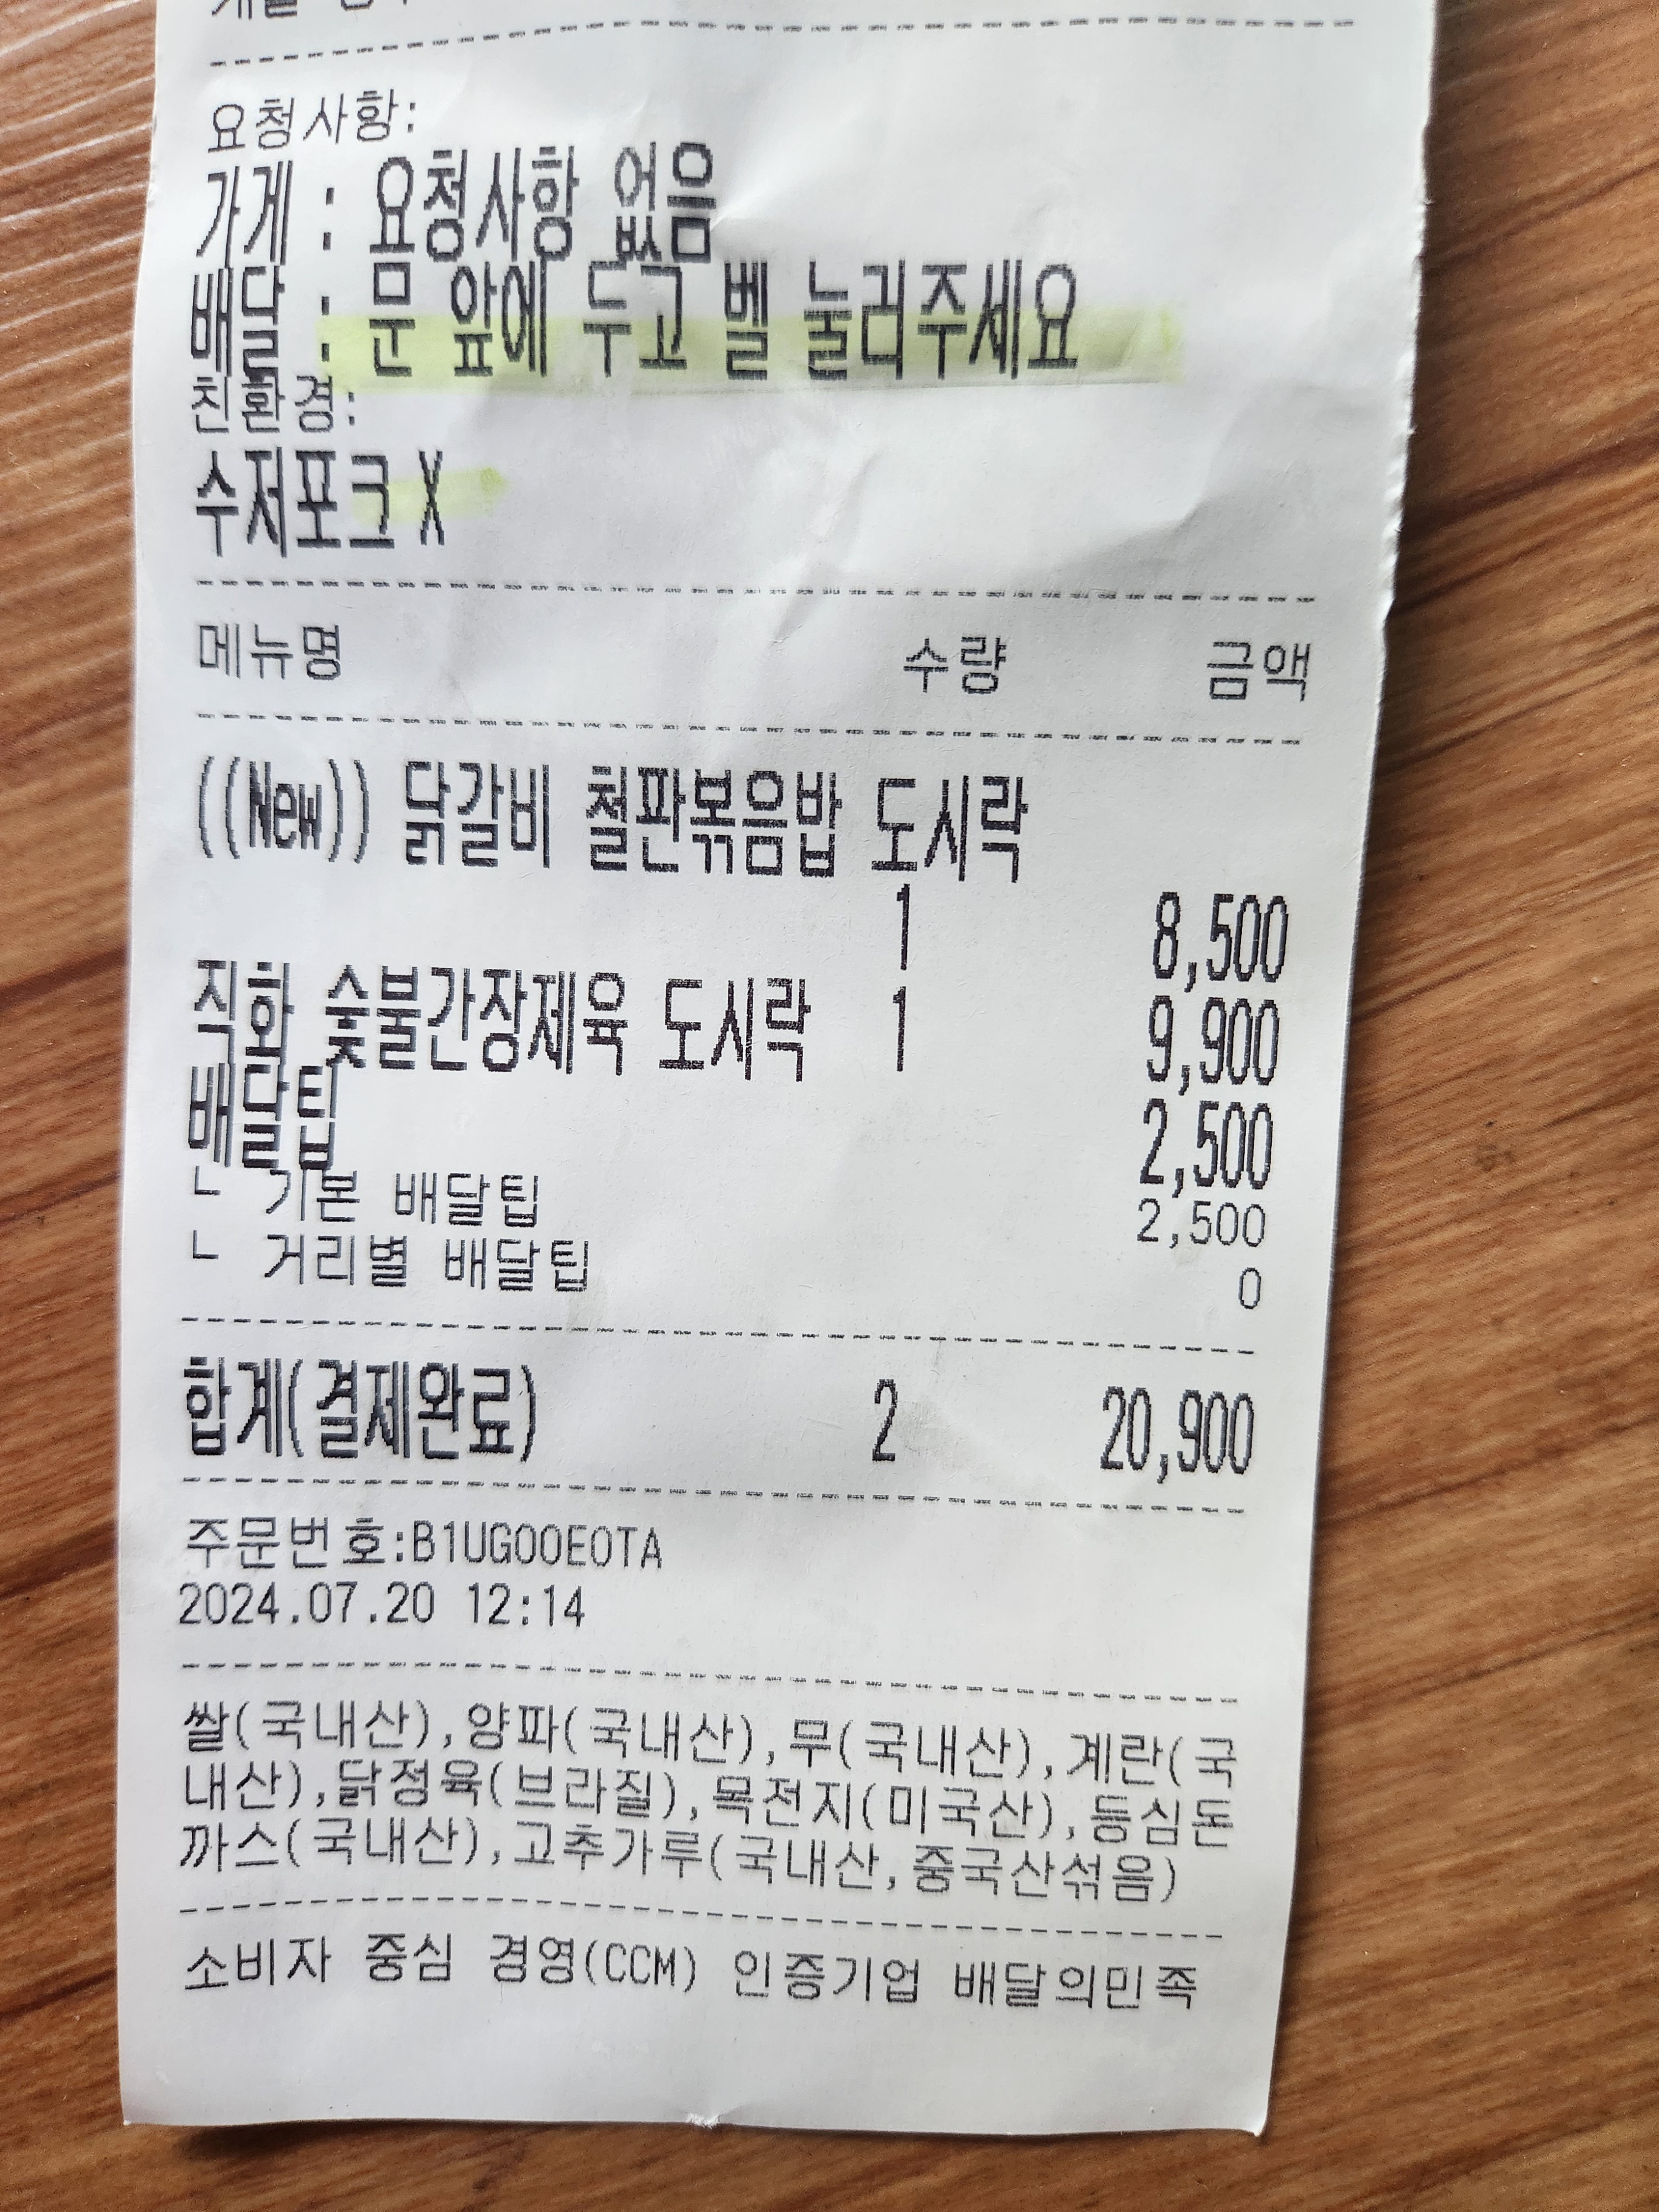 요청사항:
가게 : 요청사항 없음
배달 : 문 앞에 두고 벨 눌러주세요
친환경:
수저포크 X
메뉴명 수량 금액
((New)) 닭갈비 철판볶음밥 도시락
1 8,500
직화 숯불간장제육 도시락 1 9,900
배달팁 2,500
└ 기본 배달팁 2,500
└ 거리별 배달팁 0
합계(결제완료) 2 20,900
주문번호:B1UG00E0TA
2024.07.20 12:14
쌀(국내산),양파(국내산),무(국내산),계란(국
내산),닭정육(브라질),목전지(미국산),등심돈
까스(국내산),고추가루(국내산,중국산섞음)
소비자 중심 경영(CCM) 인증기업 배달의민족